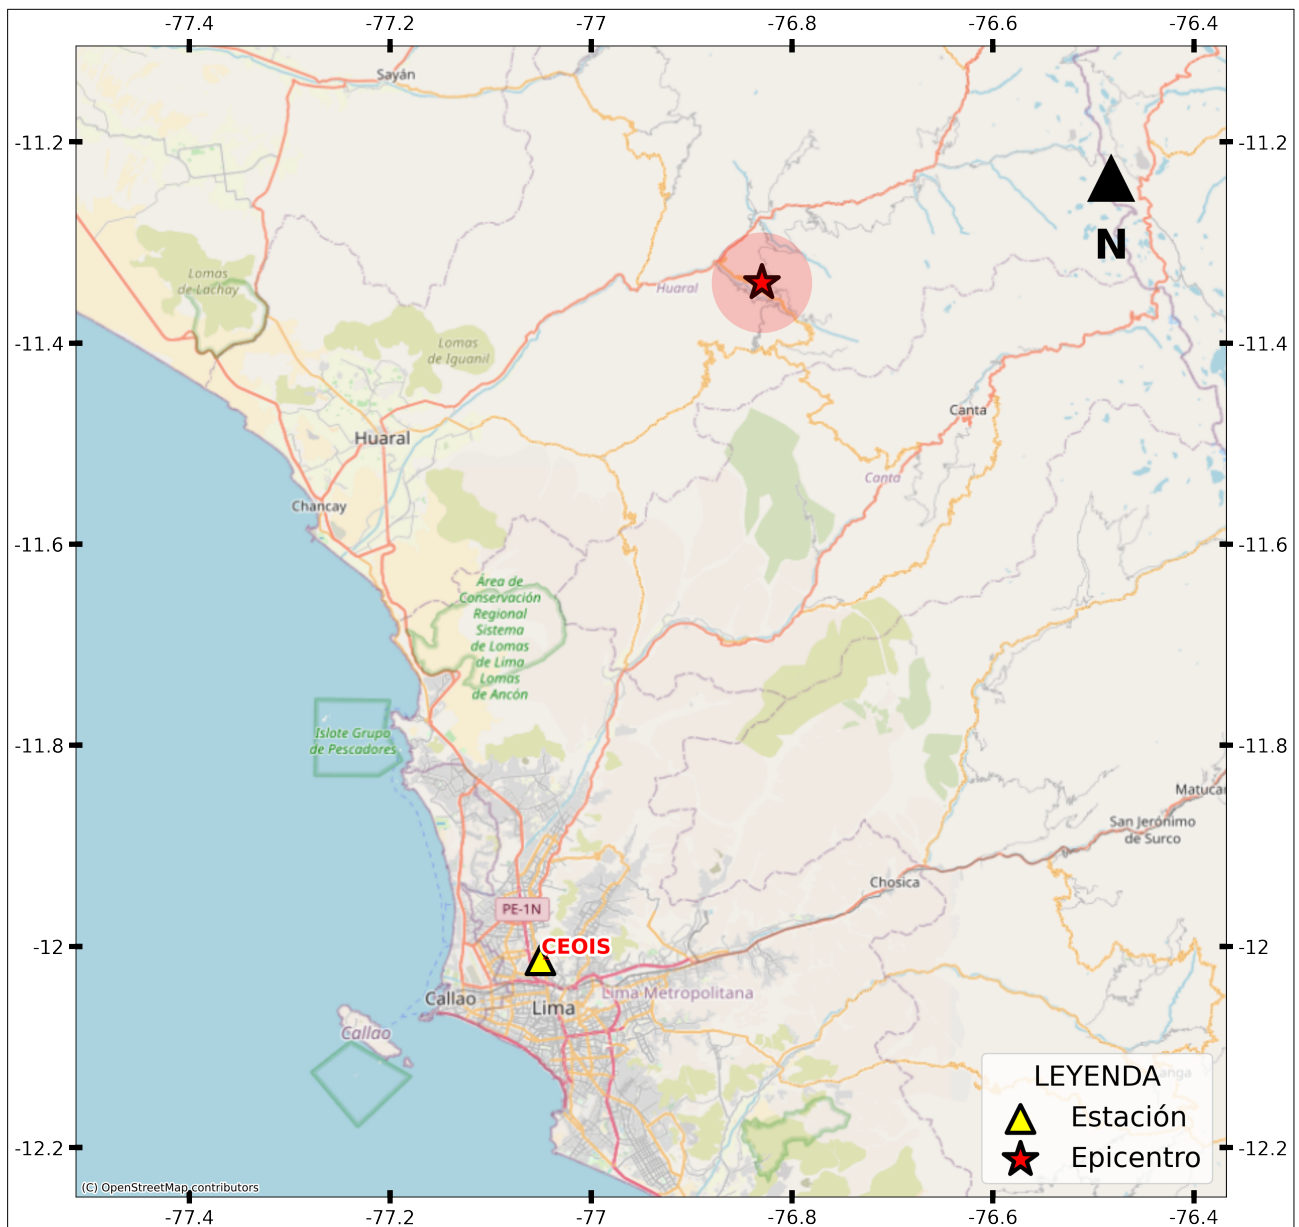 -77.4 -77.2 -77 -76.8 -76.6 -76.4
Sayán
-11.2 -11.2
N
Lomas
de Lachay
Huaral
-11.4 -11.4
Lomas
de Iguanil
Canta
Huaral
Canta
Chancay
-11.6 -11.6
Área de
Conservación
Regional
Sistema
de Lomas
de Lima
Lomas
de Ancón
Islote Grupo
de Pescadores
-11.8 -11.8
Matucan
San Jerónimo
de Surco
Chosica
PE-1N
-12 -12
CEOIS
Lima Metropolitana
Callao
Lima
Callao
LEYENDA
Estación
Epicentro
-12.2 -12.2
(C) OpenStreetMap contributors
-77.4 -77.2 -77 -76.8 -76.6 -76.4